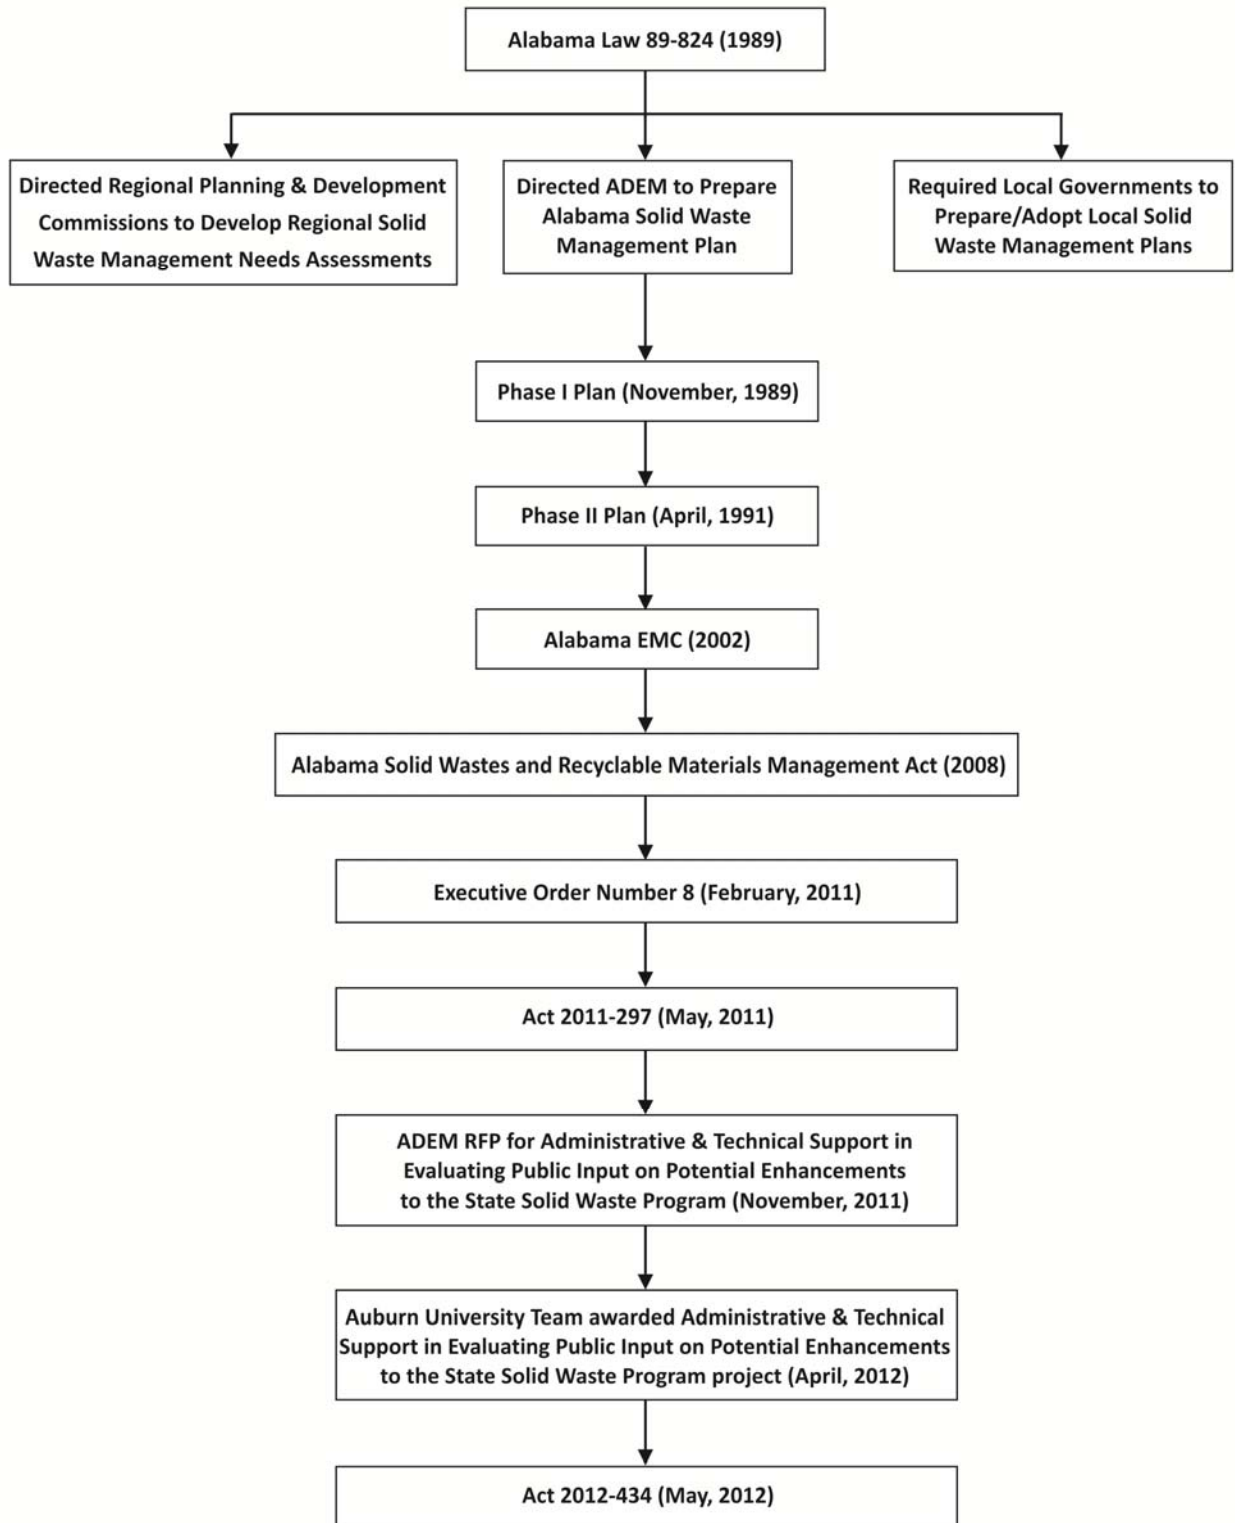 Alabama Law 89-824 (1989)
Directed Regional Planning & Development
Commissions to Develop Regional Solid
Waste Management Needs Assessments
Directed ADEM to Prepare
Alabama Solid Waste
Management Plan
Required Local Governments to
Prepare/Adopt Local Solid
Waste Management Plans
Phase I Plan (November, 1989)
Phase II Plan (April, 1991)
Alabama EMC (2002)
Alabama Solid Wastes and Recyclable Materials Management Act (2008)
Executive Order Number 8 (February, 2011)
Act 2011-297 (May, 2011)
ADEM RFP for Administrative & Technical Support in
Evaluating Public Input on Potential Enhancements
to the State Solid Waste Program (November, 2011)
Auburn University Team awarded Administrative & Technical
Support in Evaluating Public Input on Potential Enhancements
to the State Solid Waste Program project (April, 2012)
Act 2012-434 (May, 2012)